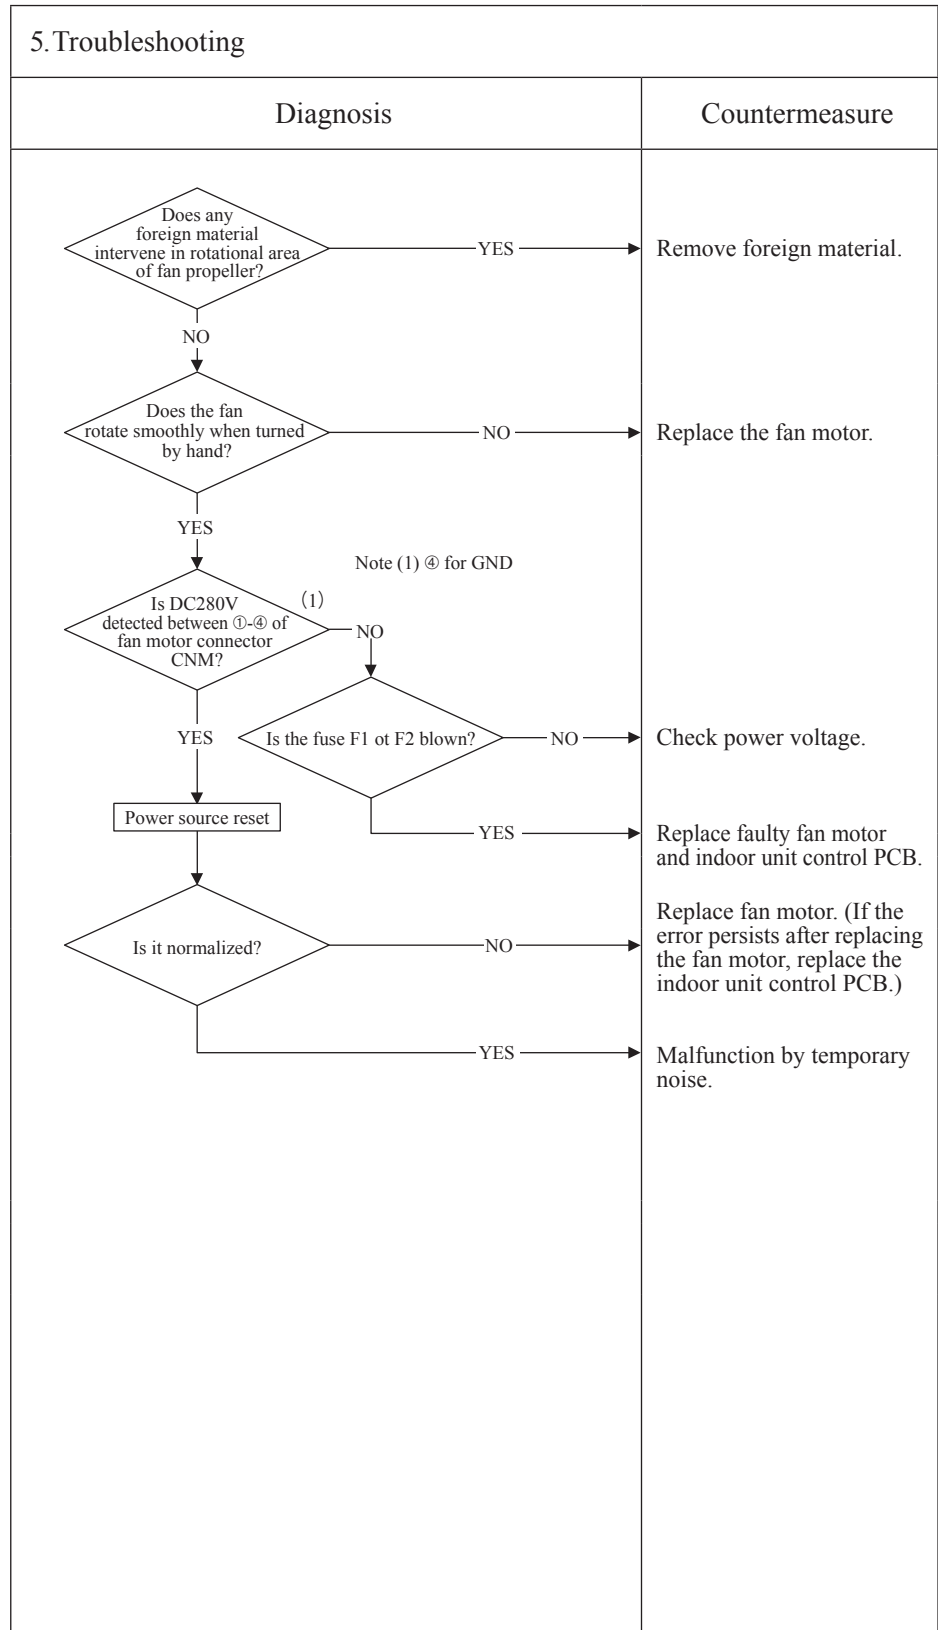 5.Troubleshooting
Diagnosis
Countermeasure
Does any
foreign material
intervene in rotational area
of fan propeller?
YES
Remove foreign material.
NO
Does the fan
rotate smoothly when turned
by hand?
NO
Replace the fan motor.
YES
Note (1) ④ for GND
Is DC280V
detected between ①-④ of
fan motor connector
CNM?
(1)
NO
YES
Is the fuse F1 ot F2 blown?
NO
Check power voltage.
Power source reset
YES
Replace faulty fan motor
and indoor unit control PCB.
Is it normalized?
NO
Replace fan motor. (If the
error persists after replacing
the fan motor, replace the
indoor unit control PCB.)
YES
Malfunction by temporary
noise.